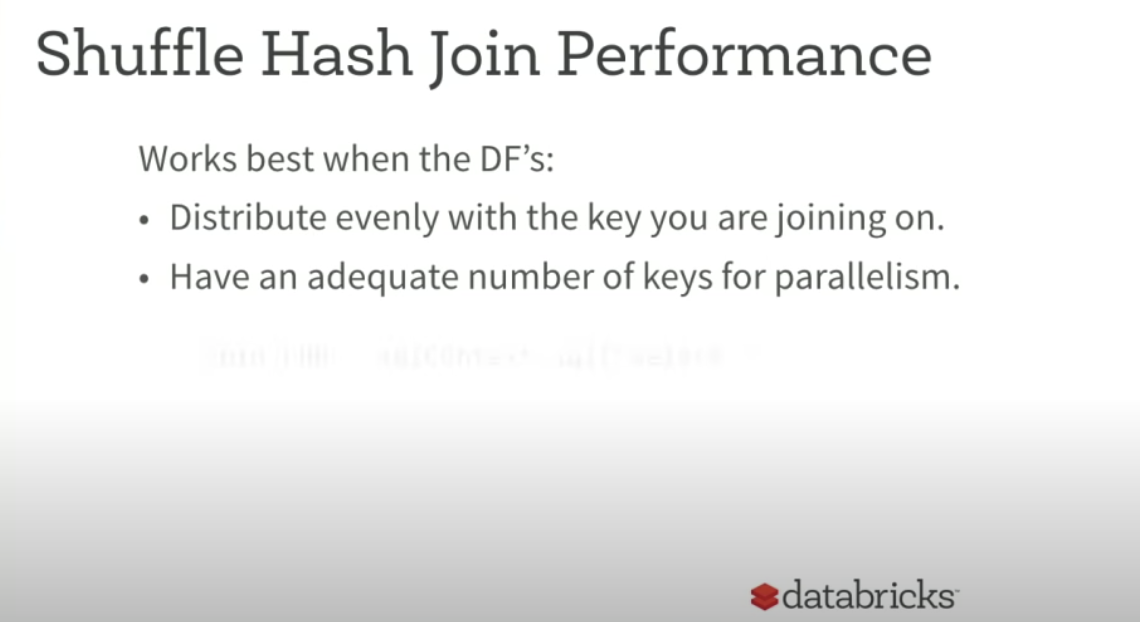 Shuffle Hash Join Performance
Works best when the DF’s:
• Distribute evenly with the key you are joining on.
• Have an adequate number of keys for parallelism.
databricks